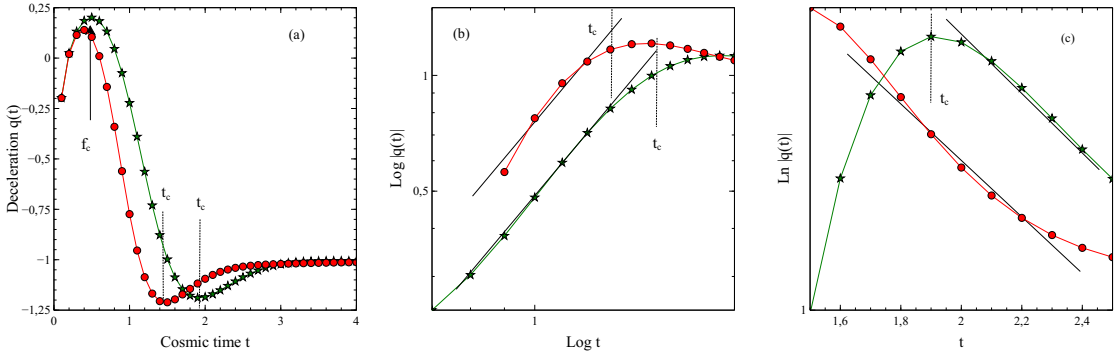 (a)
0,25
0
−0,25
−0,5
−0,75
−1
−1,25
Deceleration q(t)
f_c
t_c
t_c
0
1
2
3
4
Cosmic time t
(b)
1
0,5
Log |q(t)|
t_c
t_c
1
Log t
(c)
1
Ln |q(t)|
t_c
1,6
1,8
2
2,2
2,4
t